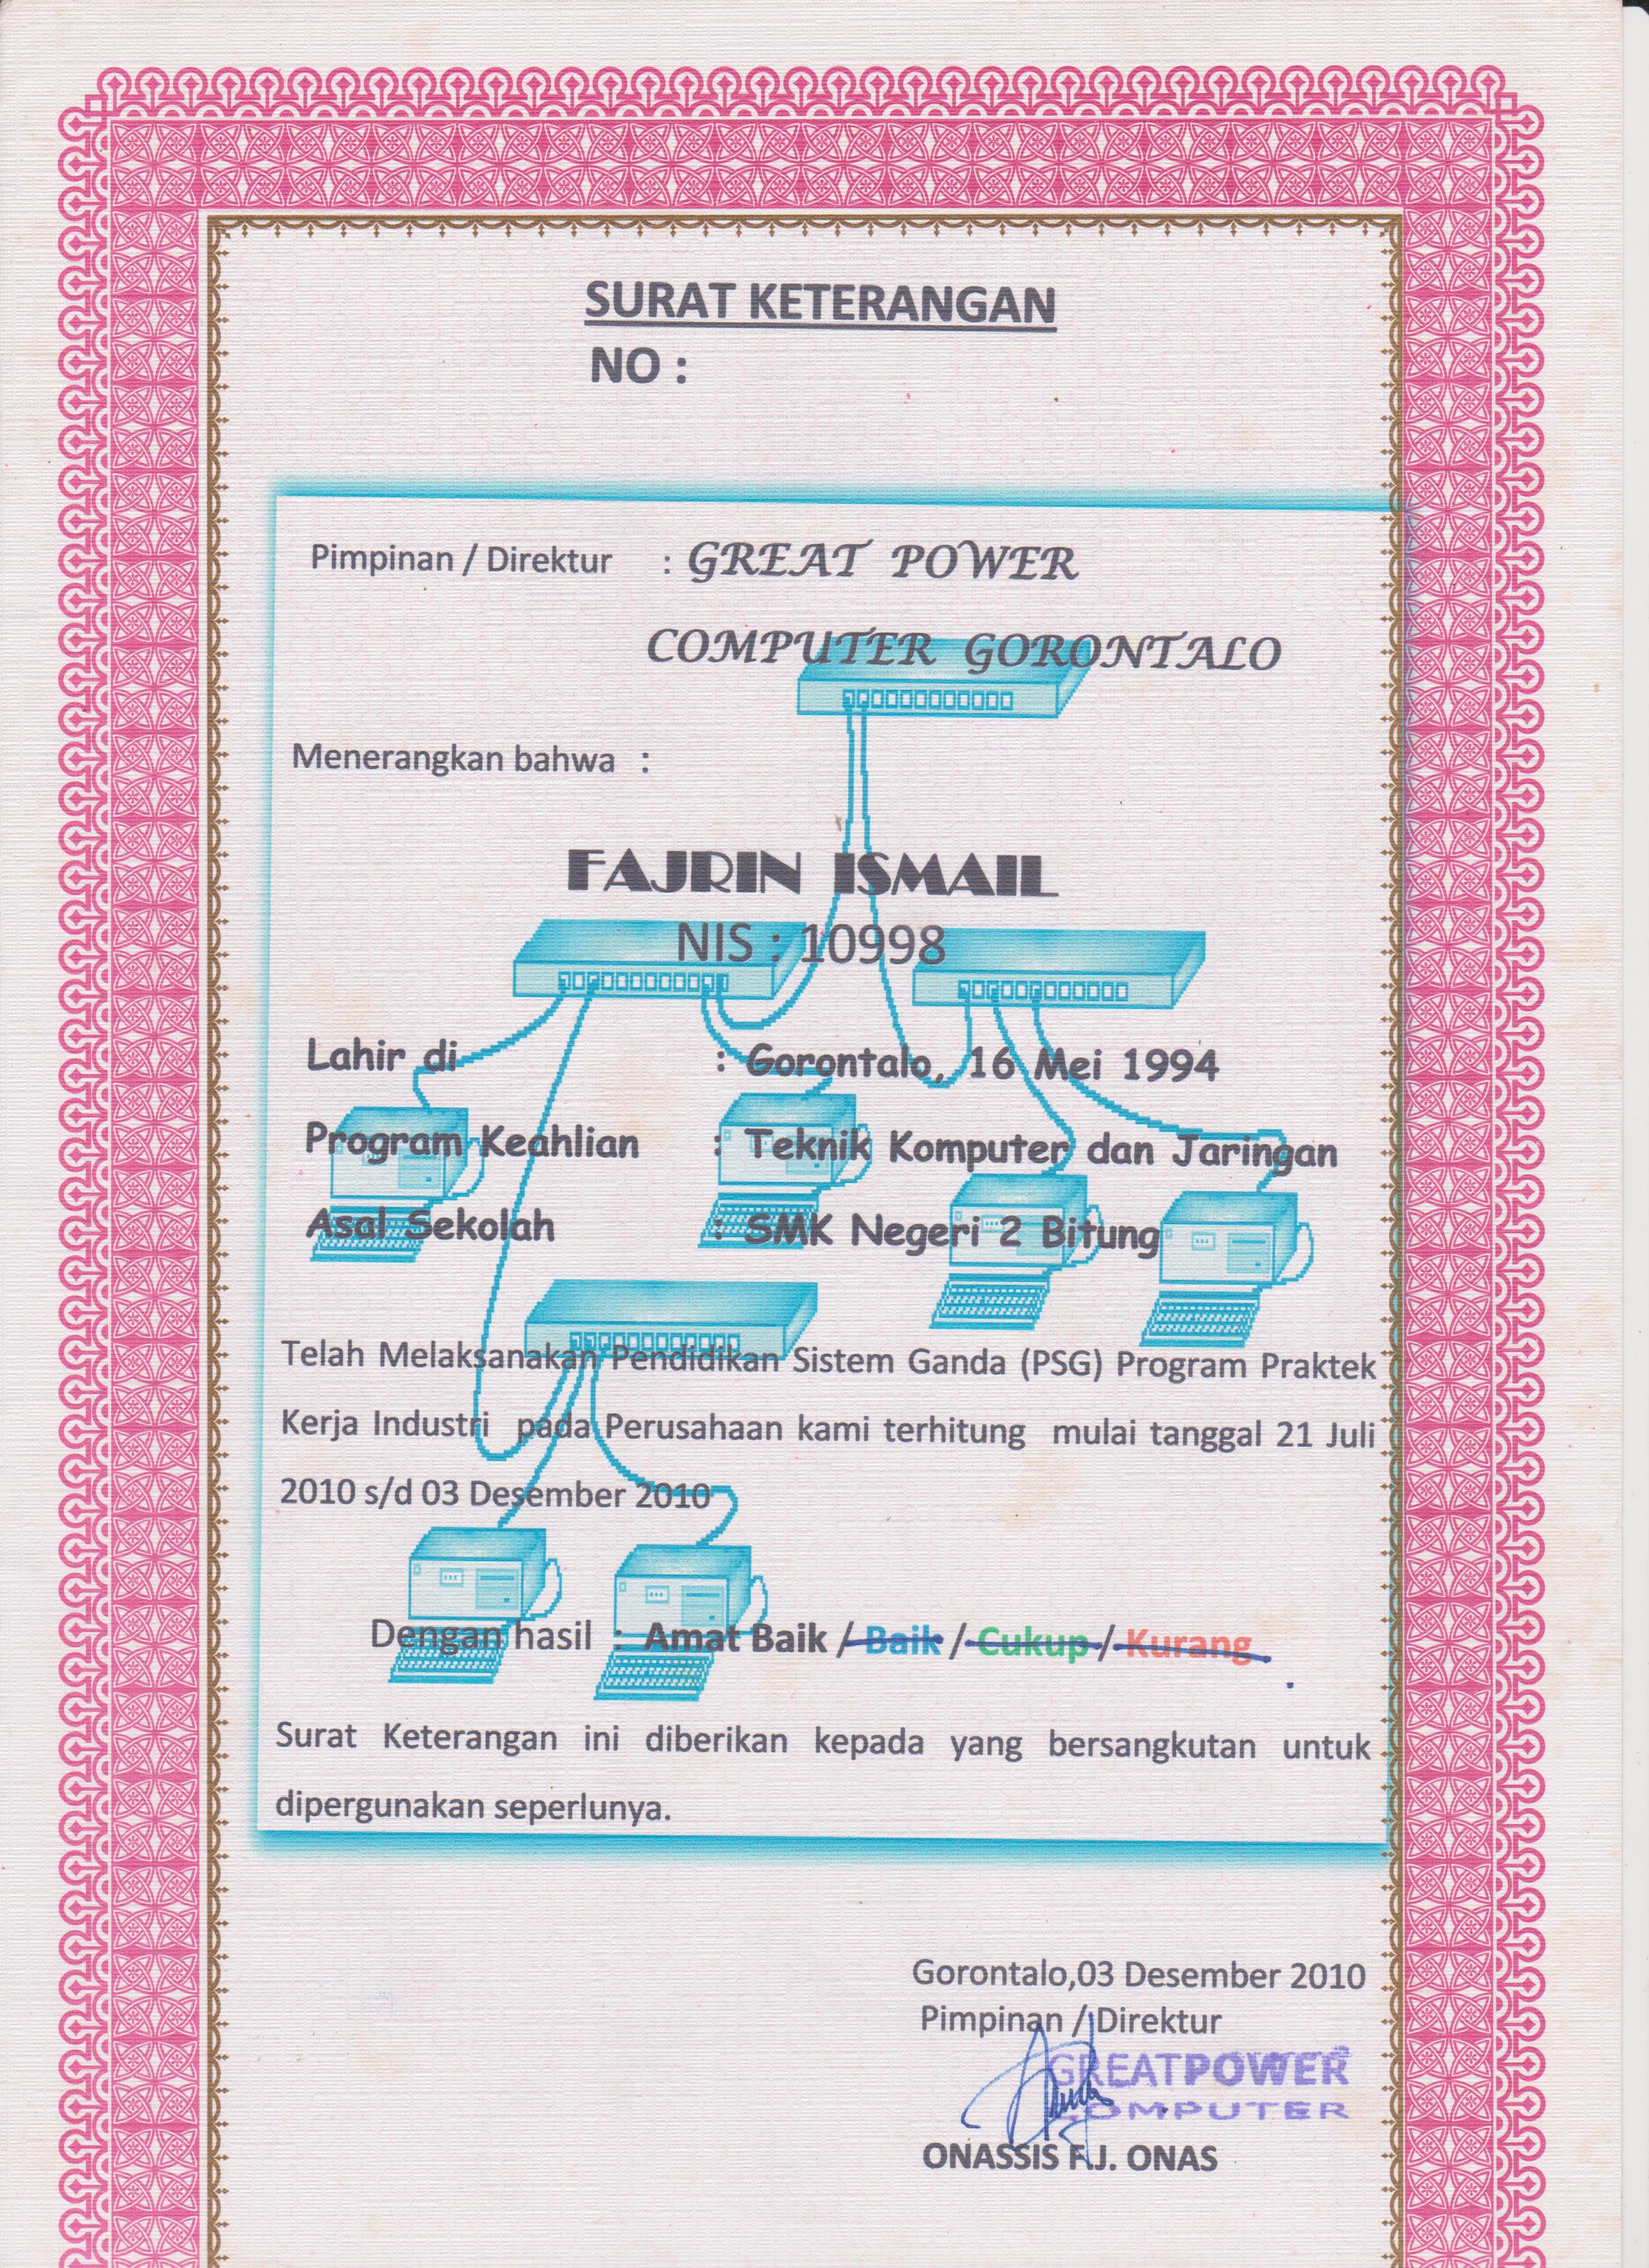 SURAT KETERANGAN
NO :
Pimpinan / Direktur : GREAT POWER
COMPUTER GORONTALO
Menerangkan bahwa :
FAJRIN ISMAIL
NIS : 10998
Lahir di : Gorontalo, 16 Mei 1994
Program Keahlian : Teknik Komputer dan Jaringan
Asal Sekolah : SMK Negeri 2 Bitung
Telah Melaksanakan Pendidikan Sistem Ganda (PSG) Program Praktek
Kerja Industri pada Perusahaan kami terhitung mulai tanggal 21 Juli
2010 s/d 03 Desember 2010
Dengan hasil : Amat Baik / Baik / Cukup / Kurang
Surat Keterangan ini diberikan kepada yang bersangkutan untuk
dipergunakan seperlunya.
Gorontalo,03 Desember 2010
Pimpinan / Direktur
GREATPOWER
COMPUTER
ONASSIS F.J. ONAS